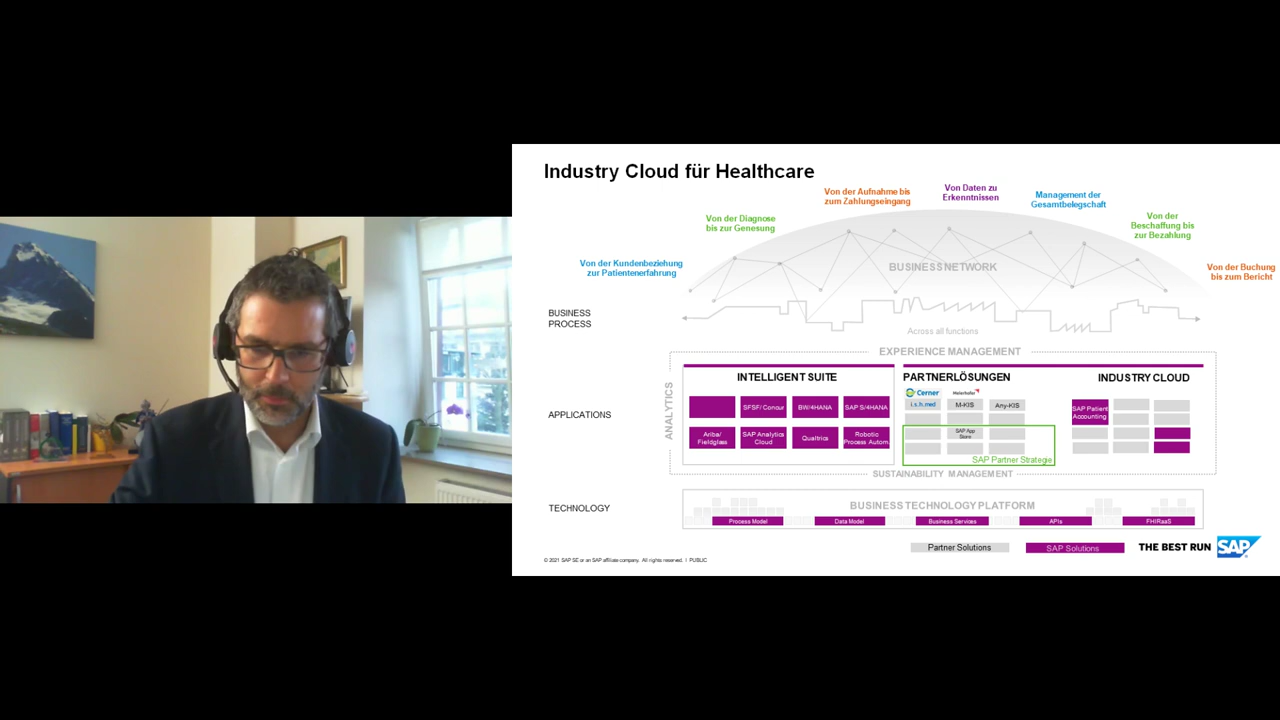 Industry Cloud für Healthcare
Von der Kundenbeziehung
zur Patientenerfahrung
Von der Diagnose
bis zur Genesung
Von der Aufnahme bis
zum Zahlungseingang
Von Daten zu
Erkenntnissen
Management der
Gesamtbelegschaft
Von der
Beschaffung bis
zur Bezahlung
Von der Buchung
bis zum Bericht
BUSINESS NETWORK
BUSINESS
PROCESS
Across all functions
EXPERIENCE MANAGEMENT
ANALYTICS
APPLICATIONS
INTELLIGENT SUITE
SFSF/ Concur
BW/4HANA
SAP S/4HANA
Ariba/
Fieldglass
SAP Analytics
Cloud
Qualtrics
Robotic
Process Autom.
PARTNERLÖSUNGEN
Cerner
Meierhofer
i.s.h.med
M-KIS
Any-KIS
SAP App
Store
SAP Partner Strategie
INDUSTRY CLOUD
SAP Patient
Accounting
SUSTAINABILITY MANAGEMENT
TECHNOLOGY
BUSINESS TECHNOLOGY PLATFORM
Process Model
Data Model
Business Services
APIs
FHIRaaS
Partner Solutions
SAP Solutions
THE BEST RUN SAP
© 2021 SAP SE or an SAP affiliate company. All rights reserved. | PUBLIC